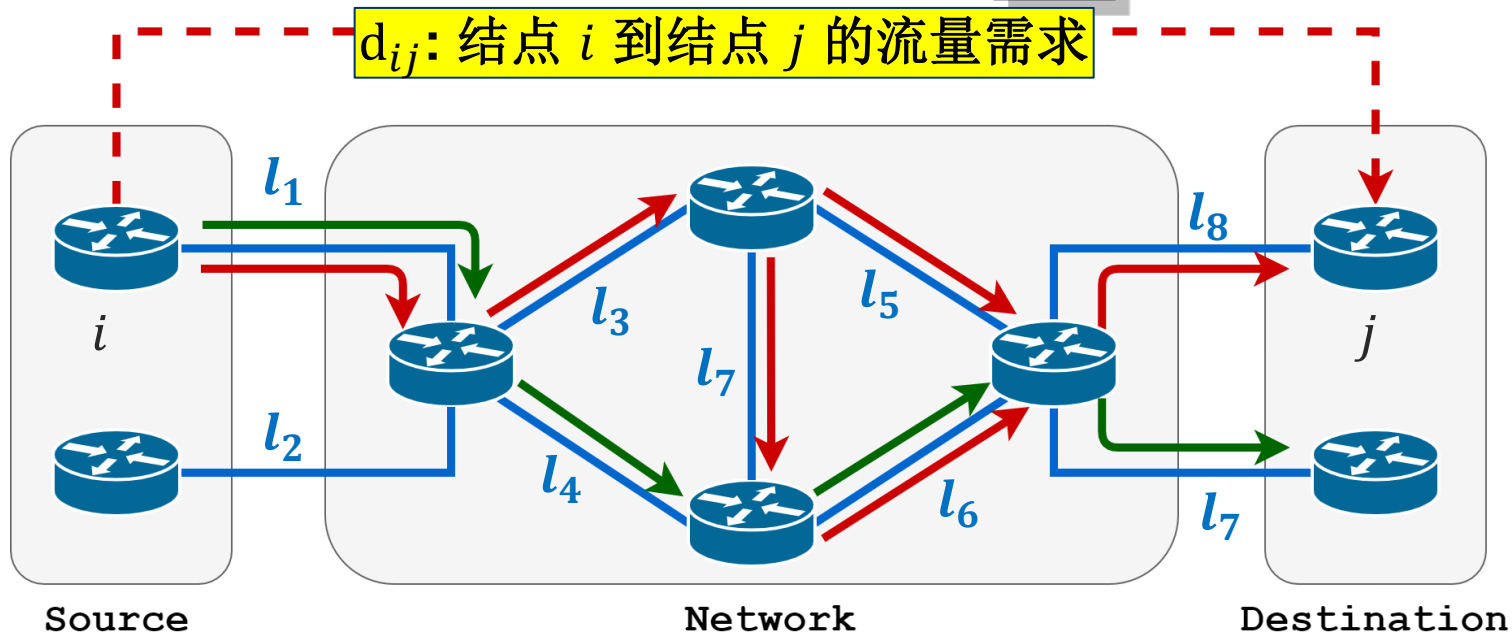 d_{ij}: 结点 i 到结点 j 的流量需求
l_1
l_8
l_3
l_5
i
j
l_7
l_2
l_4
l_6
l_7
Source
Network
Destination